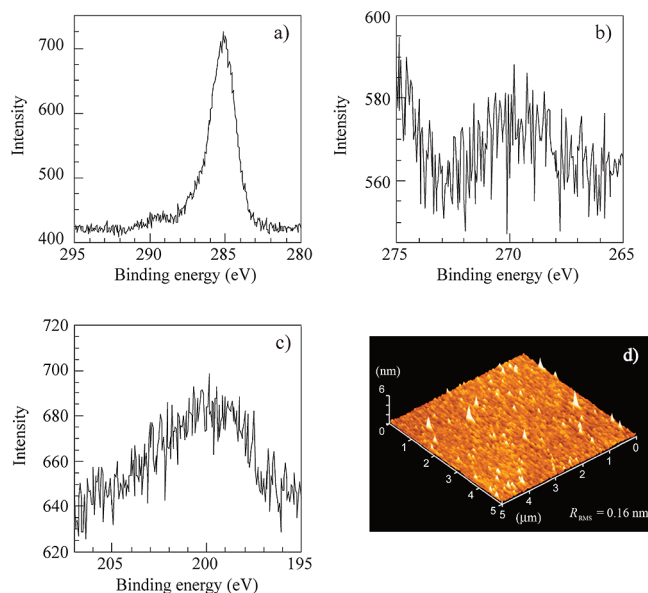 a)
700
600
500
400
Intensity
295
290
285
280
Binding energy (eV)
b)
600
580
560
Intensity
275
270
265
Binding energy (eV)
c)
720
700
680
660
640
620
Intensity
205
200
195
Binding energy (eV)
d)
(nm)
6
0
1
2
3
4
5
5
4
3
2
1
0
(μm)
R_RMS = 0.16 nm